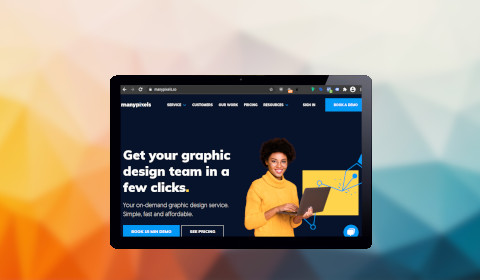 manypixels.co
manypixels
SERVICE CUSTOMERS OUR WORK PRICING RESOURCES SIGN IN BOOK A DEMO
Get your graphic
design team in a
few clicks.
Your on-demand graphic design service.
Simple, fast and affordable.
BOOK 15 MIN DEMO SEE PRICING